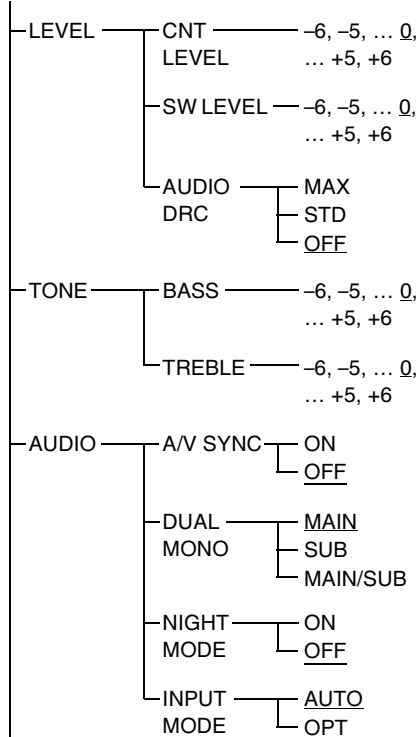 LEVEL CNT –6, –5, … 0,
LEVEL … +5, +6
SW LEVEL –6, –5, … 0,
… +5, +6
AUDIO MAX
DRC STD
OFF
TONE BASS –6, –5, … 0,
… +5, +6
TREBLE –6, –5, … 0,
… +5, +6
AUDIO A/V SYNC ON
OFF
DUAL MAIN
MONO SUB
MAIN/SUB
NIGHT ON
MODE OFF
INPUT AUTO
MODE OPT